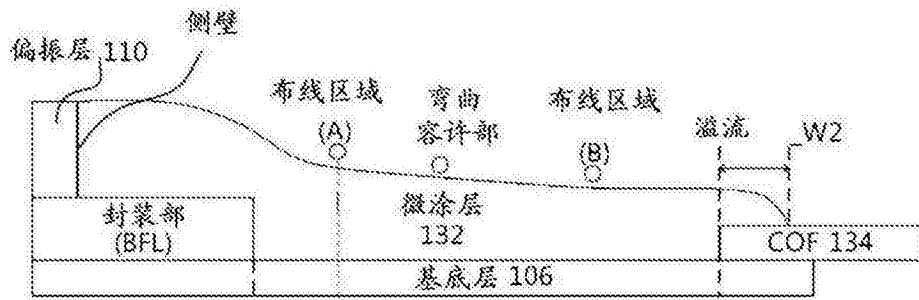 侧壁
偏振层 110
布线区域
(A)
弯曲
容许部
布线区域
(B)
溢流
W2
微涂层
132
封装部
(BFL)
COF 134
基底层 106